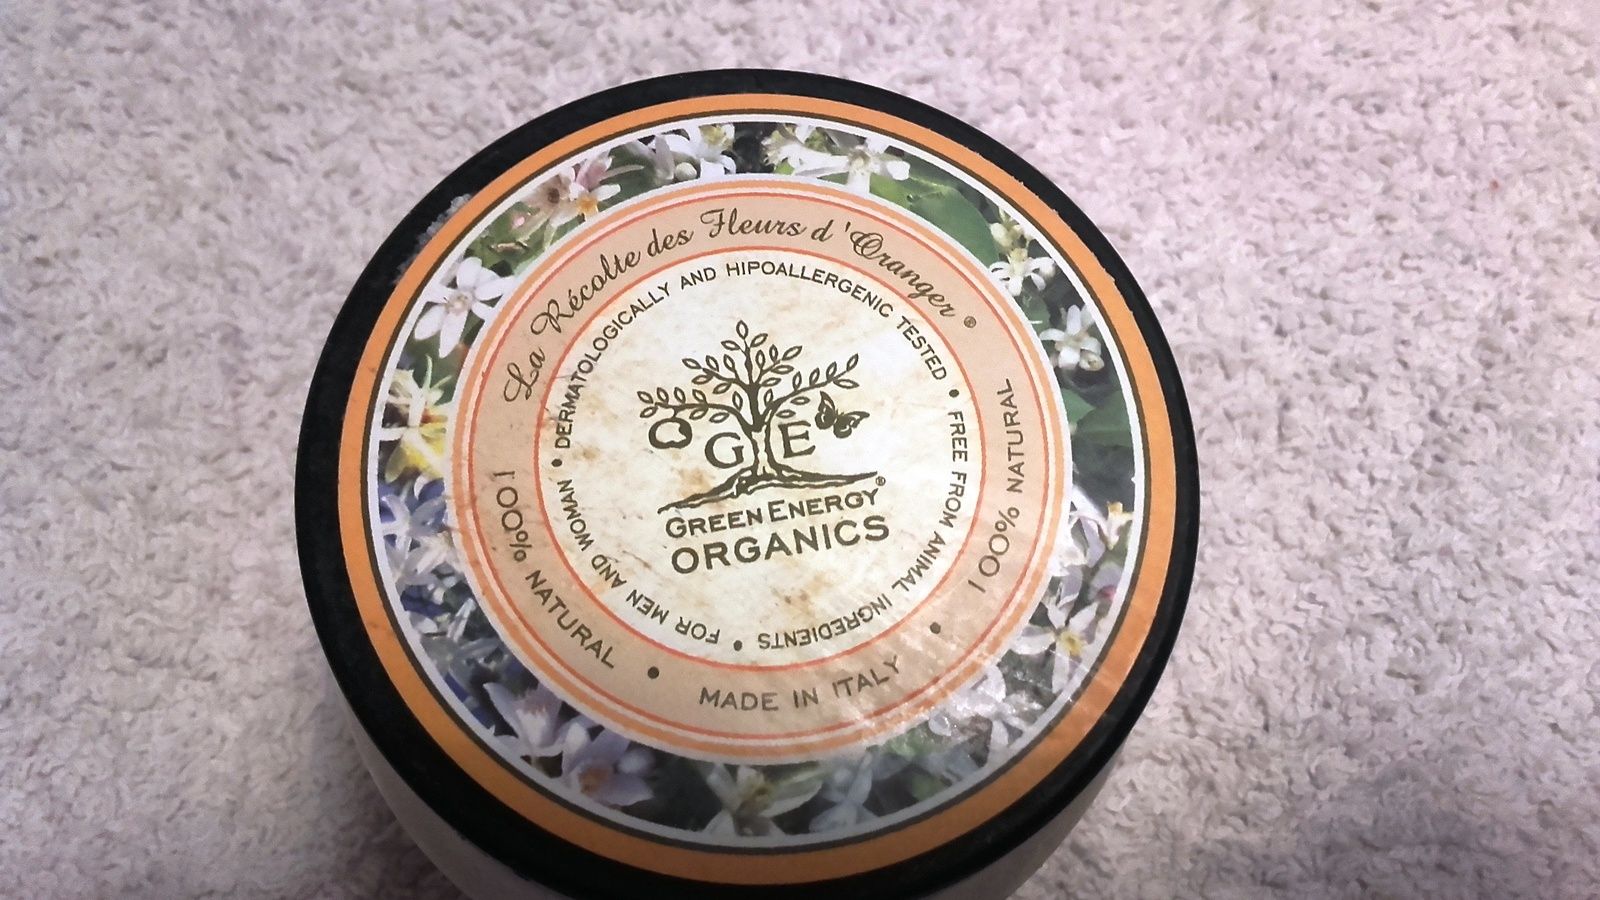 La Récolte des Fleurs d'Oranger ®
DERMATOLOGICALLY AND HIPOALLERGENIC TESTED • FREE FROM ANIMAL INGREDIENTS • FOR MEN AND WOMAN •
G E
GREEN ENERGY®
ORGANICS
100% NATURAL • MADE IN ITALY • 100% NATURAL